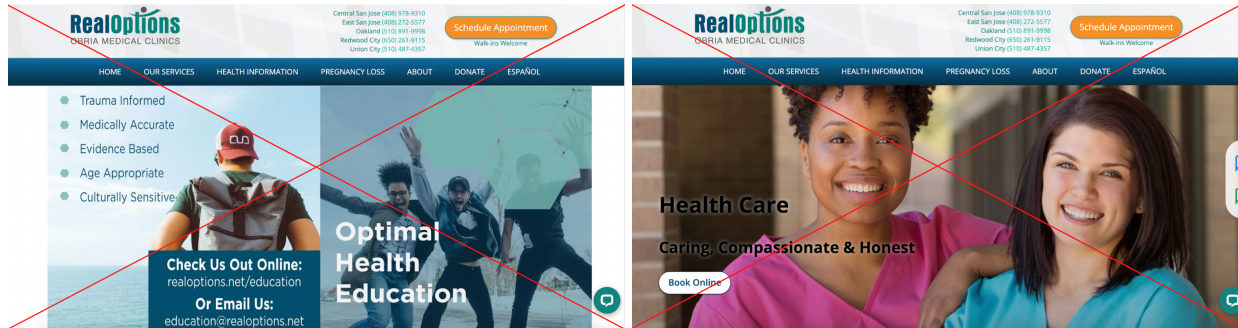 RealOptions
OBRIA MEDICAL CLINICS
Central San Jose (408) 978-9310
East San Jose (408) 272-5577
Oakland (510) 891-9998
Redwood City (650) 261-9115
Union City (510) 487-4357
Schedule Appointment
Walk-ins Welcome
HOME OUR SERVICES HEALTH INFORMATION PREGNANCY LOSS ABOUT DONATE ESPAÑOL
Trauma Informed
Medically Accurate
Evidence Based
Age Appropriate
Culturally Sensitive
Check Us Out Online:
realoptions.net/education
Or Email Us:
education@realoptions.net
Optimal
Health
Education
RealOptions
OBRIA MEDICAL CLINICS
Central San Jose (408) 978-9310
East San Jose (408) 272-5577
Oakland (510) 891-9998
Redwood City (650) 261-9115
Union City (510) 487-4357
Schedule Appointment
Walk-ins Welcome
HOME OUR SERVICES HEALTH INFORMATION PREGNANCY LOSS ABOUT DONATE ESPAÑOL
Health Care
Caring, Compassionate & Honest
Book Online